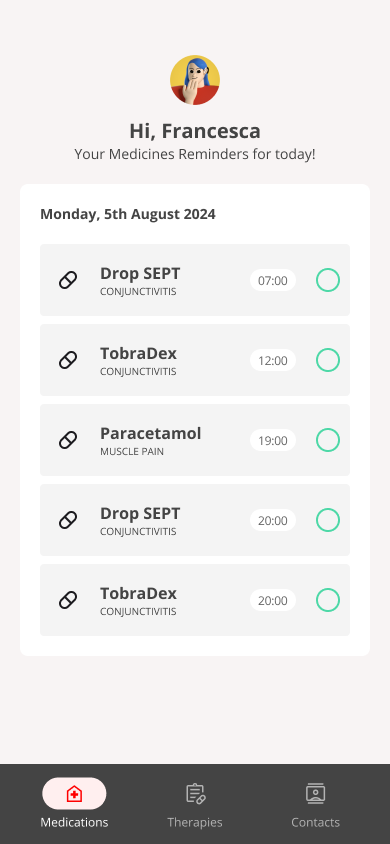 Hi, Francesca
Your Medicines Reminders for today!
Monday, 5th August 2024
Drop SEPT
CONJUNCTIVITIS
07:00
TobraDex
CONJUNCTIVITIS
12:00
Paracetamol
MUSCLE PAIN
19:00
Drop SEPT
CONJUNCTIVITIS
20:00
TobraDex
CONJUNCTIVITIS
20:00
Medications
Therapies
Contacts